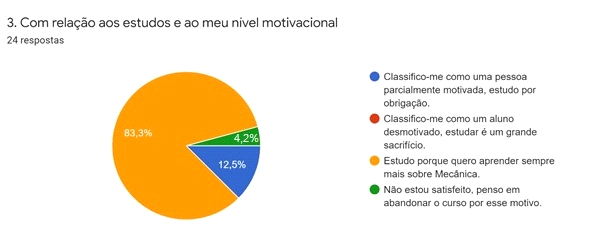 3. Com relação aos estudos e ao meu nível motivacional
24 respostas
83,3%
4,2%
12,5%
Classifico-me como uma pessoa
parcialmente motivada, estudo por
obrigação.
Classifico-me como um aluno
desmotivado, estudar é um grande
sacrifício.
Estudo porque quero aprender sempre
mais sobre Mecânica.
Não estou satisfeito, penso em
abandonar o curso por esse motivo.